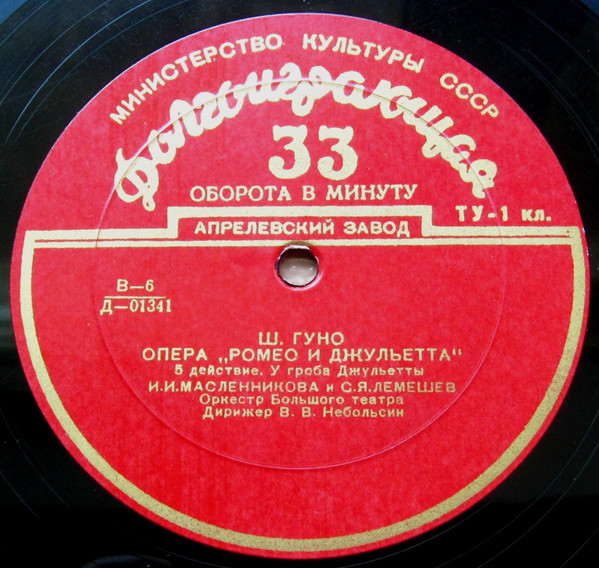 МИНИСТЕРСТВО КУЛЬТУРЫ СССР
Долгоиграющая
33
ОБОРОТА В МИНУТУ
ТУ-1 кл.
АПРЕЛЕВСКИЙ ЗАВОД
В—6
Д—01341
Ш. ГУНО
ОПЕРА „РОМЕО И ДЖУЛЬЕТТА“
5 действие. У гроба Джульетты
И.И.МАСЛЕННИКОВА и С.Я.ЛЕМЕШЕВ
Оркестр Большого театра
Дирижер В. В. Небольсин